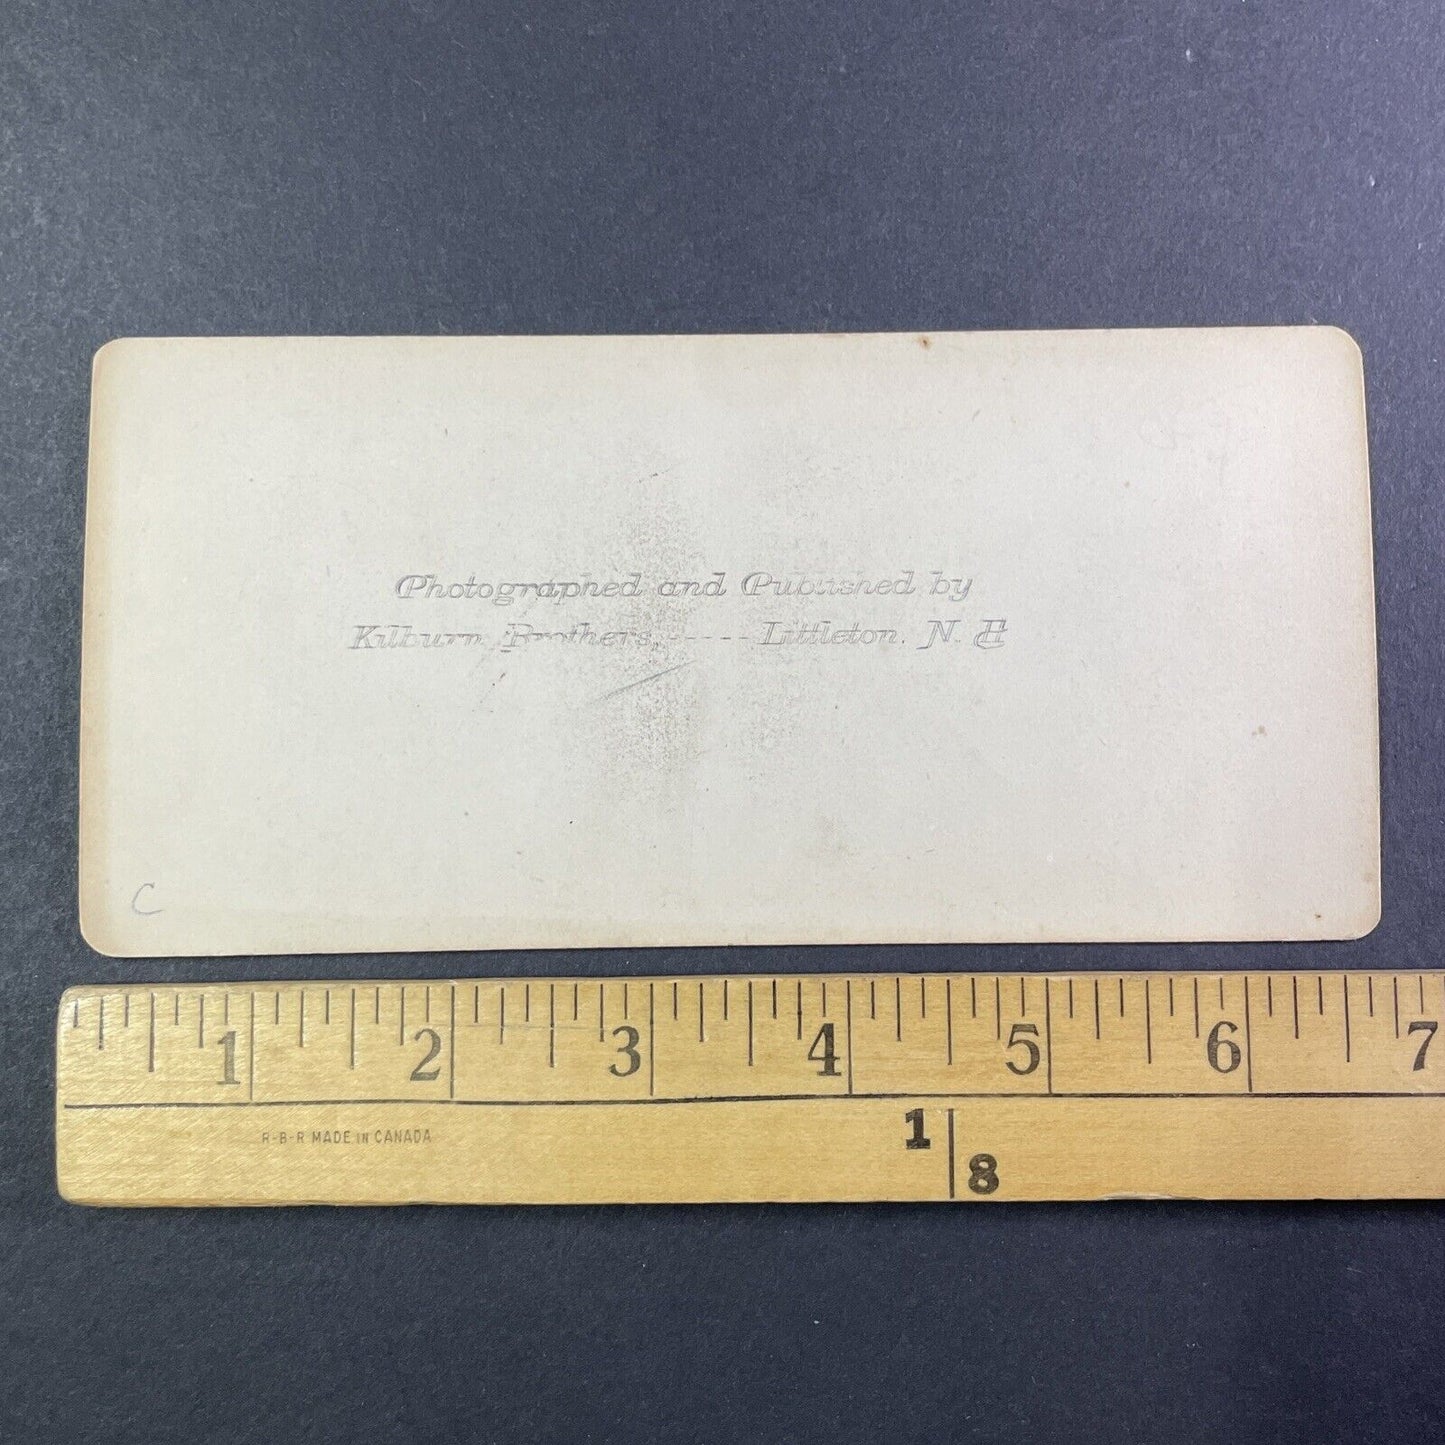 Photographed and Published by
Kilburn Brothers, ----- Littleton. N. H
C
1 2 3 4 5 6 7
R-B-R MADE IN CANADA
1
8